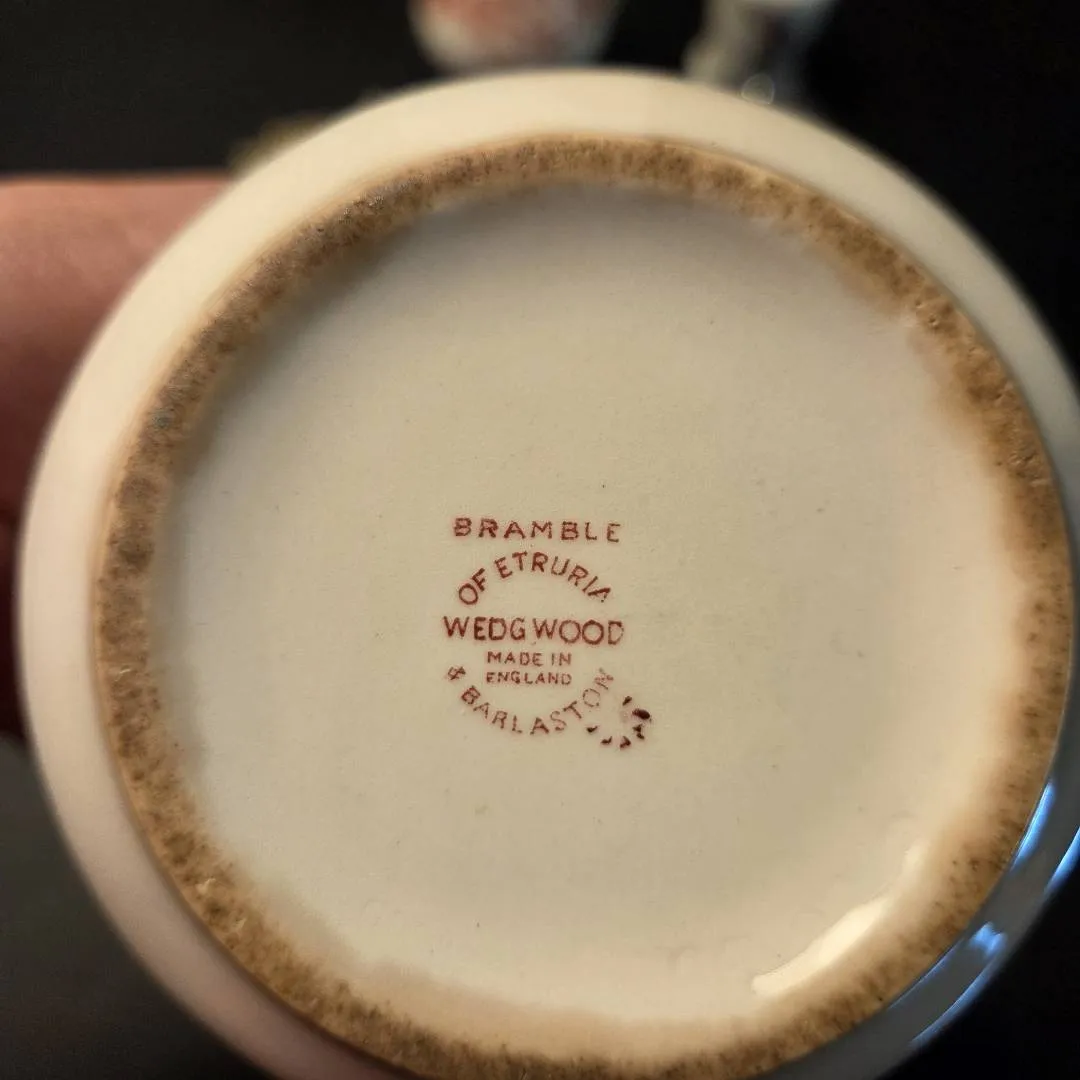 BRAMBLE
OF ETRURIA
WEDGWOOD
MADE IN
ENGLAND
& BARLASTON